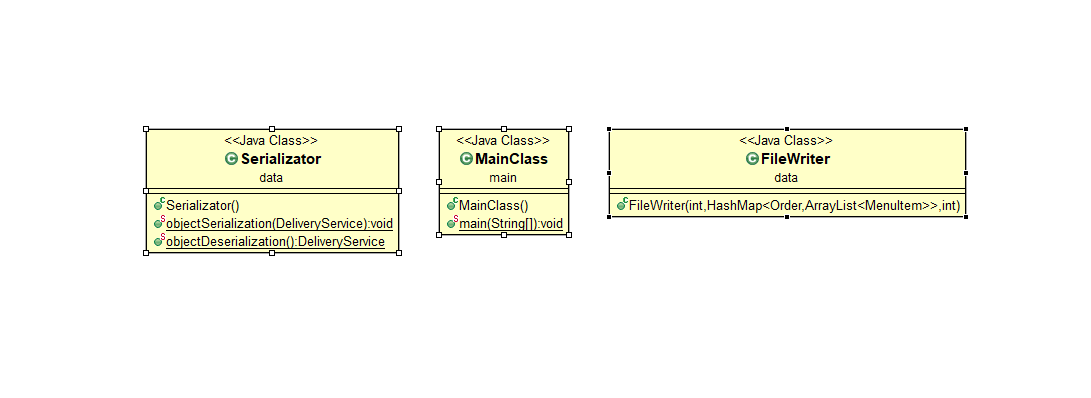 <<Java Class>>
Serializator
data
Serializator()
objectSerialization(DeliveryService):void
objectDeserialization():DeliveryService
<<Java Class>>
MainClass
main
MainClass()
main(String[]):void
<<Java Class>>
FileWriter
data
FileWriter(int,HashMap<Order,ArrayList<MenuItem>>,int)